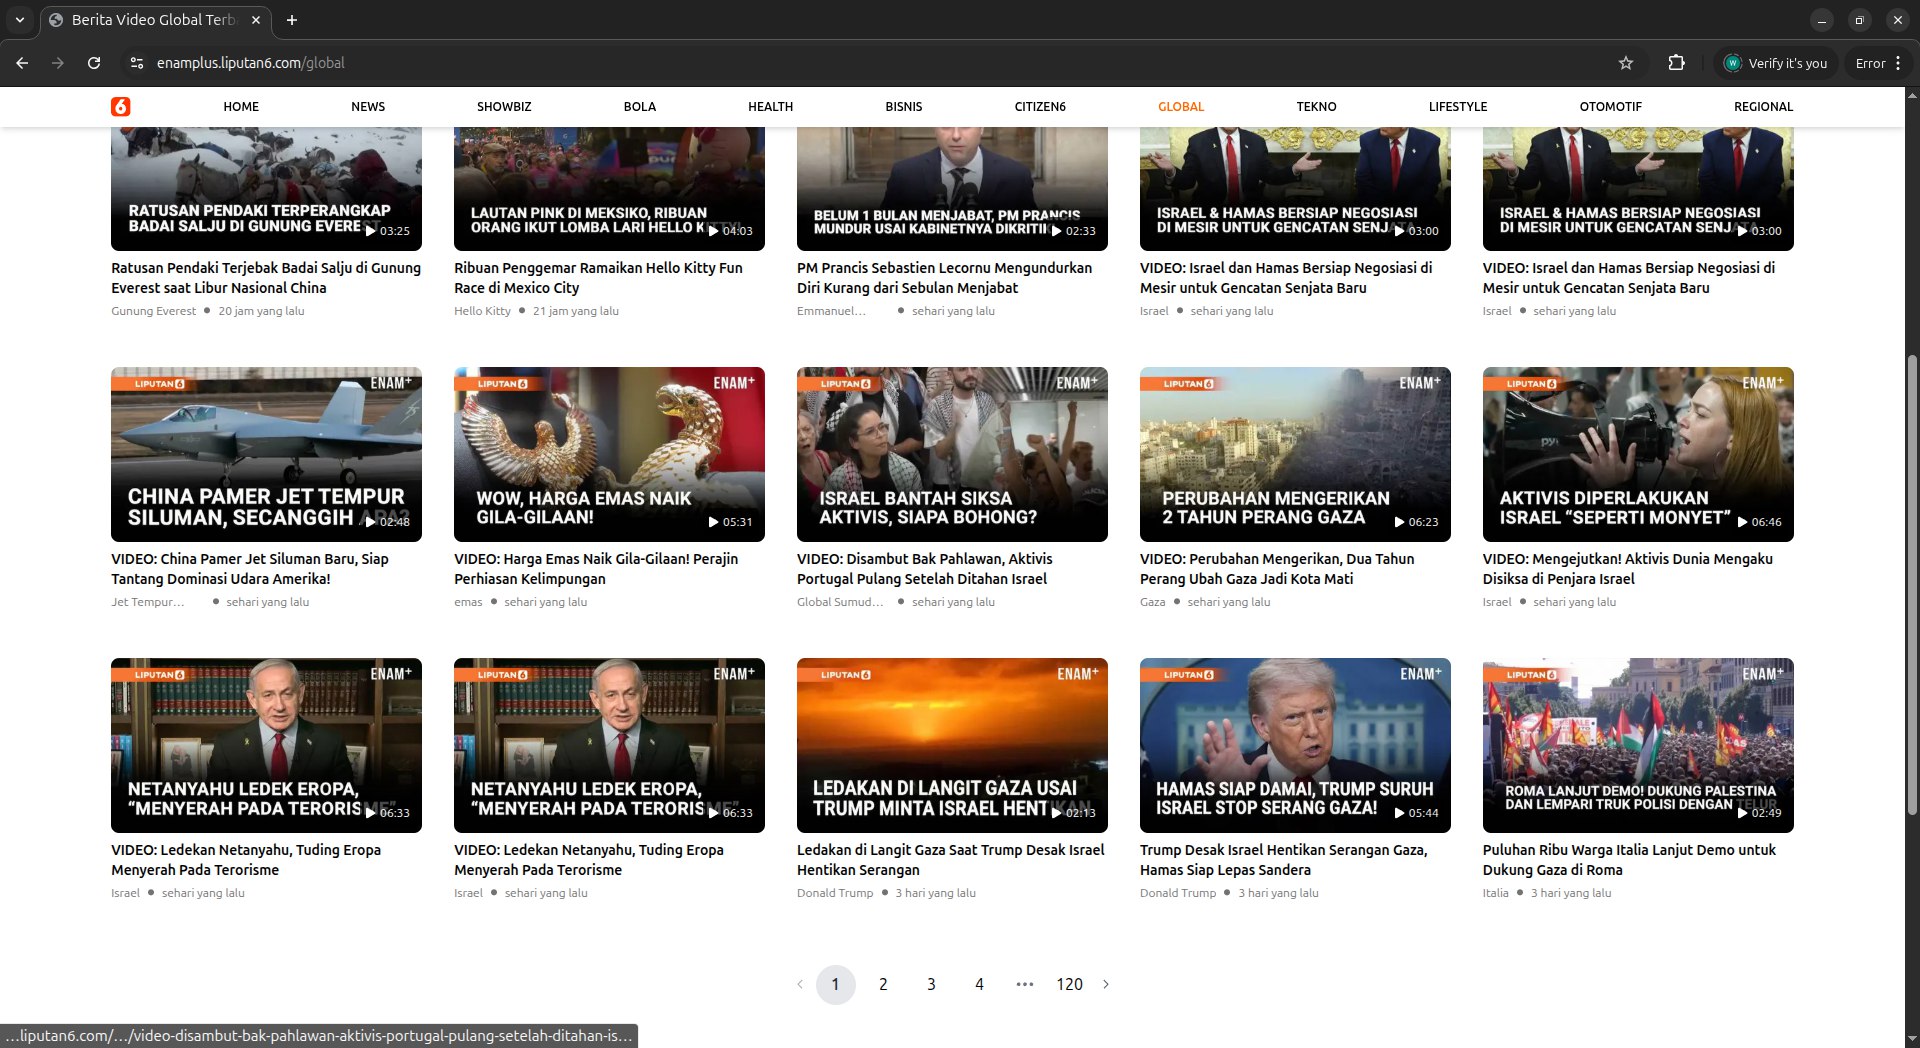 Berita Video Global Terb
enamplus.liputan6.com/global
Verify it's you
Error
6 HOME NEWS SHOWBIZ BOLA HEALTH BISNIS CITIZEN6 GLOBAL TEKNO LIFESTYLE OTOMOTIF REGIONAL
RATUSAN PENDAKI TERPERANGKAP
BADAI SALJU DI GUNUNG EVEREST
03:25
Ratusan Pendaki Terjebak Badai Salju di Gunung
Everest saat Libur Nasional China
Gunung Everest • 20 jam yang lalu
LAUTAN PINK DI MEKSIKO, RIBUAN
ORANG IKUT LOMBA LARI HELLO KITTY!
04:03
Ribuan Penggemar Ramaikan Hello Kitty Fun
Race di Mexico City
Hello Kitty • 21 jam yang lalu
BELUM 1 BULAN MENJABAT, PM PRANCIS
MUNDUR USAI KABINETNYA DIKRITIK
02:33
PM Prancis Sebastien Lecornu Mengundurkan
Diri Kurang dari Sebulan Menjabat
Emmanuel... • sehari yang lalu
ISRAEL & HAMAS BERSIAP NEGOSIASI
DI MESIR UNTUK GENCATAN SENJATA
03:00
VIDEO: Israel dan Hamas Bersiap Negosiasi di
Mesir untuk Gencatan Senjata Baru
Israel • sehari yang lalu
ISRAEL & HAMAS BERSIAP NEGOSIASI
DI MESIR UNTUK GENCATAN SENJATA
03:00
VIDEO: Israel dan Hamas Bersiap Negosiasi di
Mesir untuk Gencatan Senjata Baru
Israel • sehari yang lalu
LIPUTAN6 ENAM+
CHINA PAMER JET TEMPUR
SILUMAN, SECANGGIH APA?
02:48
VIDEO: China Pamer Jet Siluman Baru, Siap
Tantang Dominasi Udara Amerika!
Jet Tempur... • sehari yang lalu
LIPUTAN6 ENAM+
WOW, HARGA EMAS NAIK
GILA-GILAAN!
05:31
VIDEO: Harga Emas Naik Gila-Gilaan! Perajin
Perhiasan Kelimpungan
emas • sehari yang lalu
LIPUTAN6 ENAM+
ISRAEL BANTAH SIKSA
AKTIVIS, SIAPA BOHONG?
VIDEO: Disambut Bak Pahlawan, Aktivis
Portugal Pulang Setelah Ditahan Israel
Global Sumud... • sehari yang lalu
LIPUTAN6 ENAM+
PERUBAHAN MENGERIKAN
2 TAHUN PERANG GAZA
06:23
VIDEO: Perubahan Mengerikan, Dua Tahun
Perang Ubah Gaza Jadi Kota Mati
Gaza • sehari yang lalu
LIPUTAN6 ENAM+
AKTIVIS DIPERLAKUKAN
ISRAEL “SEPERTI MONYET”
06:46
VIDEO: Mengejutkan! Aktivis Dunia Mengaku
Disiksa di Penjara Israel
Israel • sehari yang lalu
LIPUTAN6 ENAM+
NETANYAHU LEDEK EROPA,
“MENYERAH PADA TERORISME”
06:33
VIDEO: Ledekan Netanyahu, Tuding Eropa
Menyerah Pada Terorisme
Israel • sehari yang lalu
LIPUTAN6 ENAM+
NETANYAHU LEDEK EROPA,
“MENYERAH PADA TERORISME”
06:33
VIDEO: Ledekan Netanyahu, Tuding Eropa
Menyerah Pada Terorisme
Israel • sehari yang lalu
LIPUTAN6 ENAM+
LEDAKAN DI LANGIT GAZA USAI
TRUMP MINTA ISRAEL HENTIKAN
02:13
Ledakan di Langit Gaza Saat Trump Desak Israel
Hentikan Serangan
Donald Trump • 3 hari yang lalu
LIPUTAN6 ENAM+
HAMAS SIAP DAMAI, TRUMP SURUH
ISRAEL STOP SERANG GAZA!
05:44
Trump Desak Israel Hentikan Serangan Gaza,
Hamas Siap Lepas Sandera
Donald Trump • 3 hari yang lalu
LIPUTAN6 ENAM+
ROMA LANJUT DEMO! DUKUNG PALESTINA
DAN LEMPARI TRUK POLISI DENGAN TELUR
02:49
Puluhan Ribu Warga Italia Lanjut Demo untuk
Dukung Gaza di Roma
Italia • 3 hari yang lalu
1 2 3 4 ••• 120
...liputan6.com/.../video-disambut-bak-pahlawan-aktivis-portugal-pulang-setelah-ditahan-is...